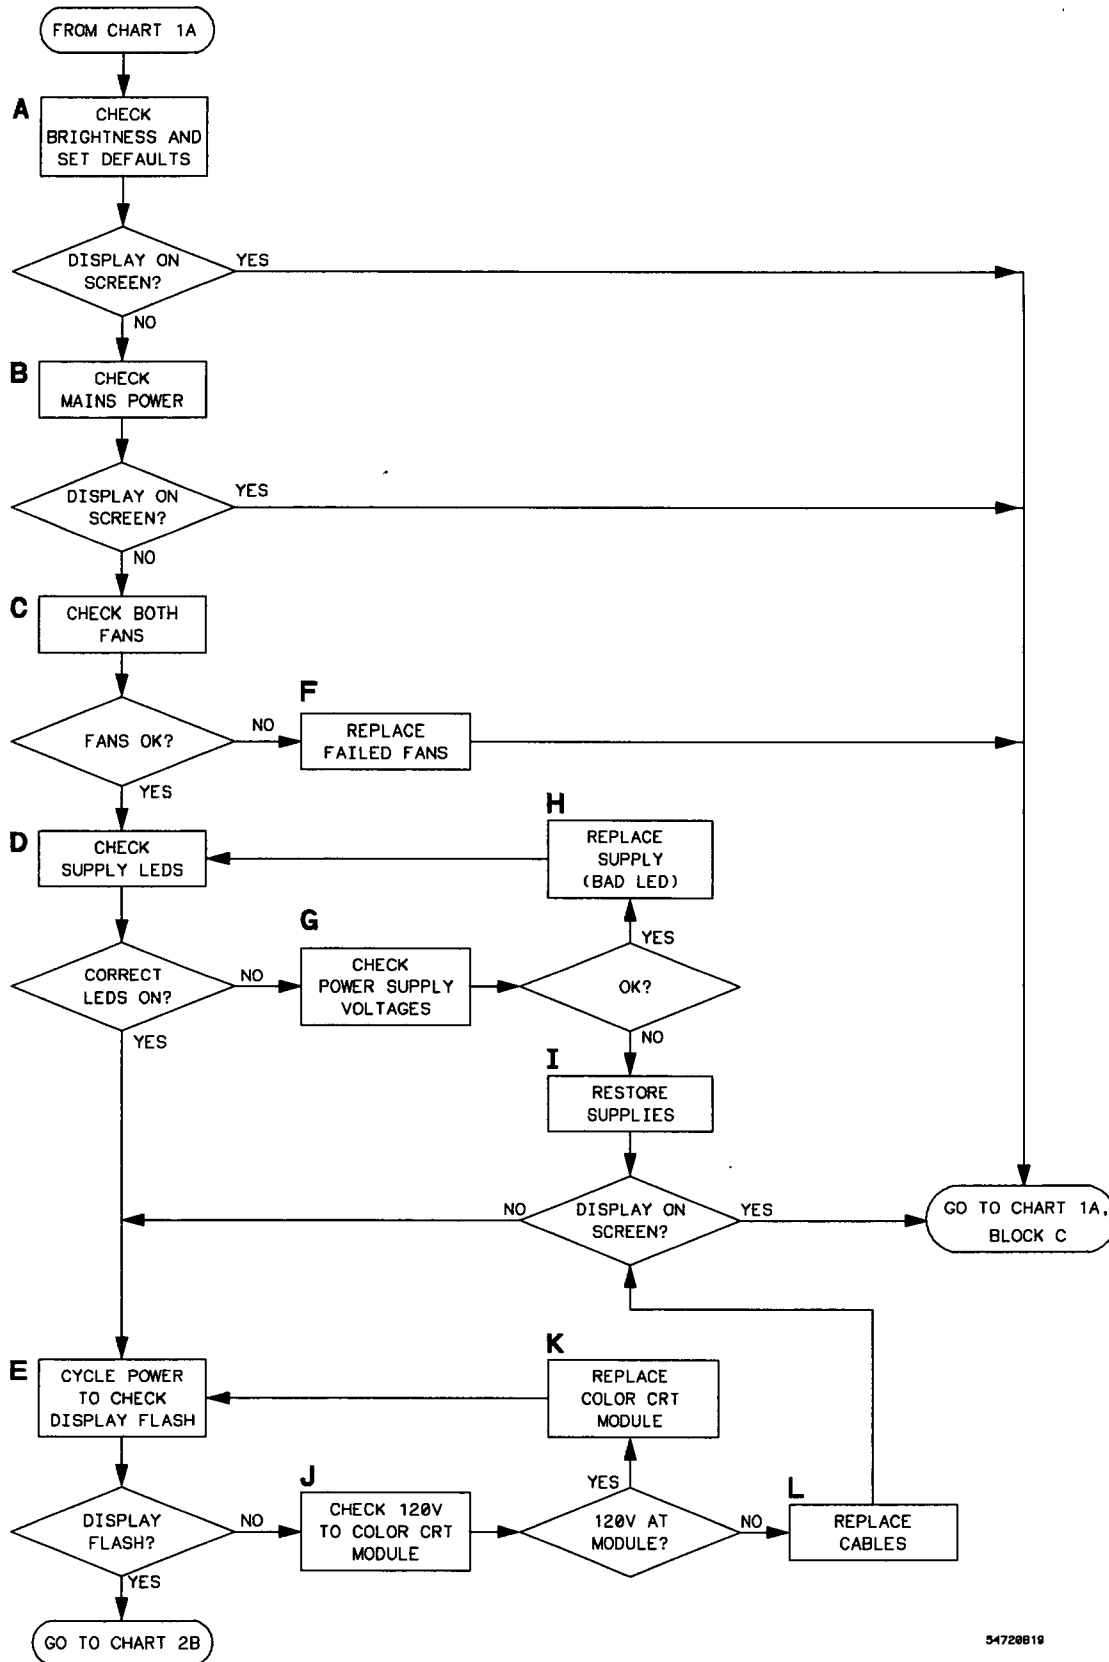 FROM CHART 1A
A
CHECK
BRIGHTNESS AND
SET DEFAULTS
DISPLAY ON
SCREEN?
YES
NO
B
CHECK
MAINS POWER
DISPLAY ON
SCREEN?
YES
NO
C
CHECK BOTH
FANS
FANS OK?
NO
F
REPLACE
FAILED FANS
YES
D
CHECK
SUPPLY LEDS
H
REPLACE
SUPPLY
(BAD LED)
CORRECT
LEDS ON?
NO
G
CHECK
POWER SUPPLY
VOLTAGES
YES
OK?
NO
YES
I
RESTORE
SUPPLIES
NO
DISPLAY ON
SCREEN?
YES
GO TO CHART 1A,
BLOCK C
E
CYCLE POWER
TO CHECK
DISPLAY FLASH
K
REPLACE
COLOR CRT
MODULE
DISPLAY
FLASH?
NO
J
CHECK 120V
TO COLOR CRT
MODULE
YES
120V AT
MODULE?
NO
L
REPLACE
CABLES
YES
GO TO CHART 2B
54720B19